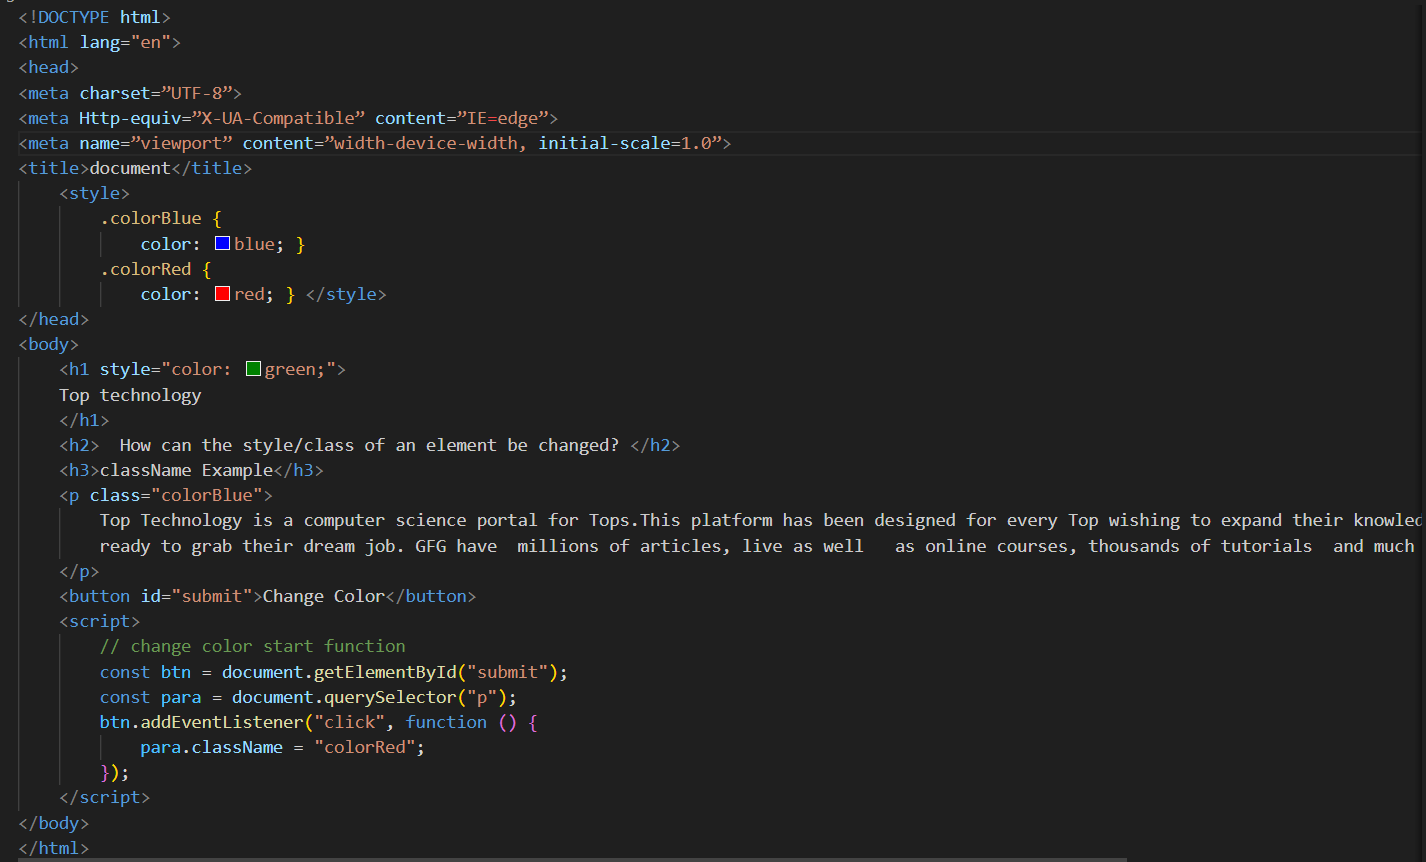 <!DOCTYPE html>
<html lang="en">
<head>
<meta charset=”UTF-8”>
<meta Http-equiv=”X-UA-Compatible” content=”IE=edge”>
<meta name=”viewport” content=”width-device-width, initial-scale=1.0”>
<title>document</title>
    <style>
        .colorBlue {
            color: blue; }
        .colorRed {
            color: red; } </style>
</head>
<body>
    <h1 style="color: green;">
    Top technology
    </h1>
    <h2>  How can the style/class of an element be changed? </h2>
    <h3>className Example</h3>
    <p class="colorBlue">
        Top Technology is a computer science portal for Tops.This platform has been designed for every Top wishing to expand their
        ready to grab their dream job. GFG have  millions of articles, live as well   as online courses, thousands of tutorials  and much
    </p>
    <button id="submit">Change Color</button>
    <script>
        // change color start function
        const btn = document.getElementById("submit");
        const para = document.querySelector("p");
        btn.addEventListener("click", function () {
            para.className = "colorRed";
        });
    </script>
</body>
</html>